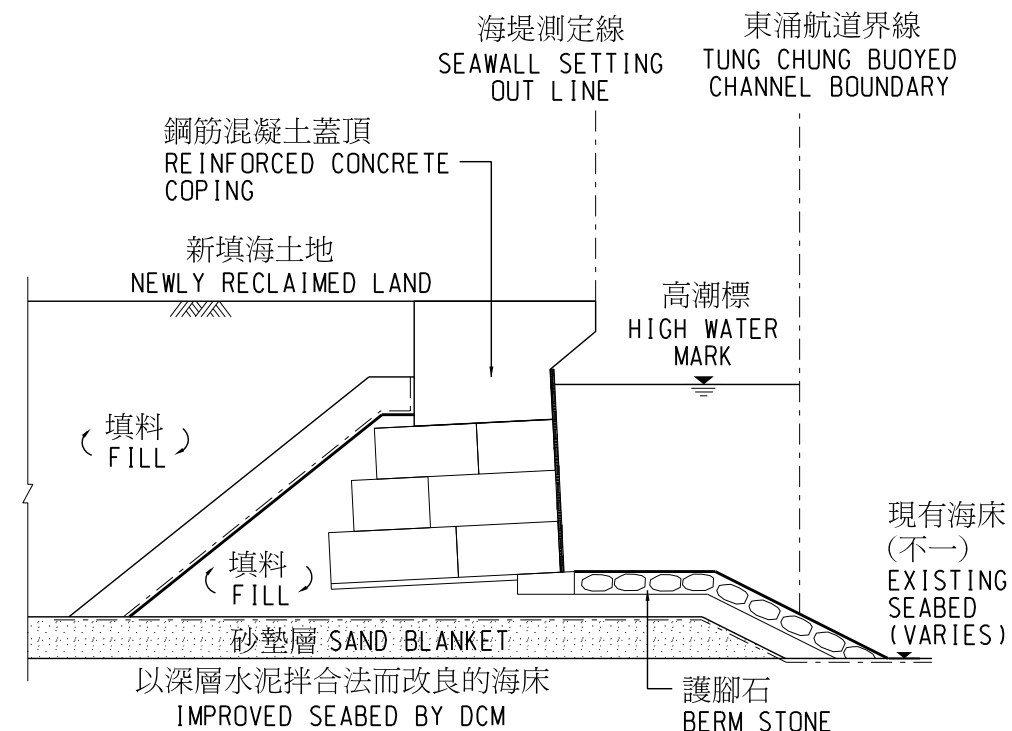 海堤測定線
SEAWALL SETTING
OUT LINE
東涌航道界線
TUNG CHUNG BUOYED
CHANNEL BOUNDARY
鋼筋混凝土蓋頂
REINFORCED CONCRETE
COPING
新填海土地
NEWLY RECLAIMED LAND
高潮標
HIGH WATER
MARK
填料
FILL
現有海床
(不一)
EXISTING
SEABED
(VARIES)
填料
FILL
砂墊層 SAND BLANKET
以深層水泥拌合法而改良的海床
IMPROVED SEABED BY DCM
護腳石
BERM STONE